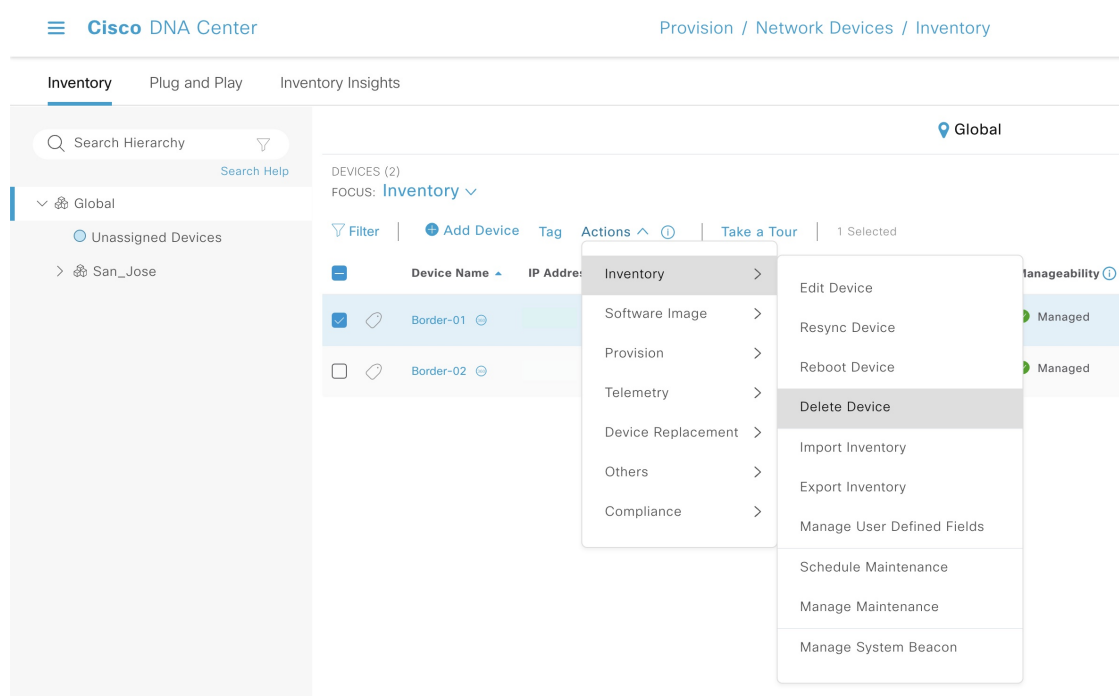 Cisco DNA Center
Provision / Network Devices / Inventory
Inventory Plug and Play Inventory Insights
Search Hierarchy
Search Help
Global
Unassigned Devices
San_Jose
Global
DEVICES (2)
FOCUS: Inventory
Filter Add Device Tag Actions Take a Tour 1 Selected
Device Name IP Addres Manageability
Border-01 Managed
Border-02 Managed
Inventory
Software Image
Provision
Telemetry
Device Replacement
Others
Compliance
Edit Device
Resync Device
Reboot Device
Delete Device
Import Inventory
Export Inventory
Manage User Defined Fields
Schedule Maintenance
Manage Maintenance
Manage System Beacon